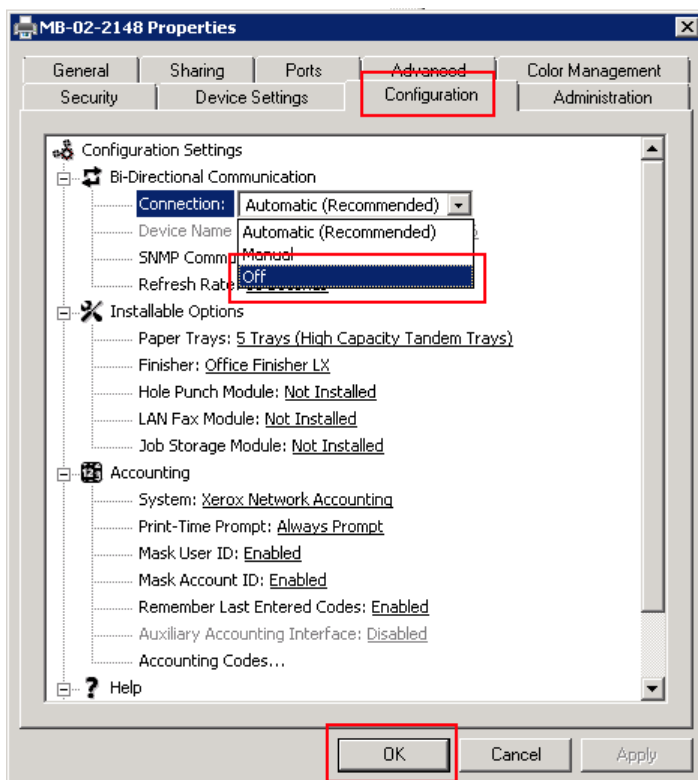 MB-02-2148 Properties
General Sharing Ports Advanced Color Management
Security Device Settings Configuration Administration
Configuration Settings
Bi-Directional Communication
Connection: Automatic (Recommended)
Device Name Automatic (Recommended)
SNMP Commu Manual
Refresh Rate: Off
Installable Options
Paper Trays: 5 Trays (High Capacity Tandem Trays)
Finisher: Office Finisher LX
Hole Punch Module: Not Installed
LAN Fax Module: Not Installed
Job Storage Module: Not Installed
Accounting
System: Xerox Network Accounting
Print-Time Prompt: Always Prompt
Mask User ID: Enabled
Mask Account ID: Enabled
Remember Last Entered Codes: Enabled
Auxiliary Accounting Interface: Disabled
Accounting Codes...
Help
OK Cancel Apply